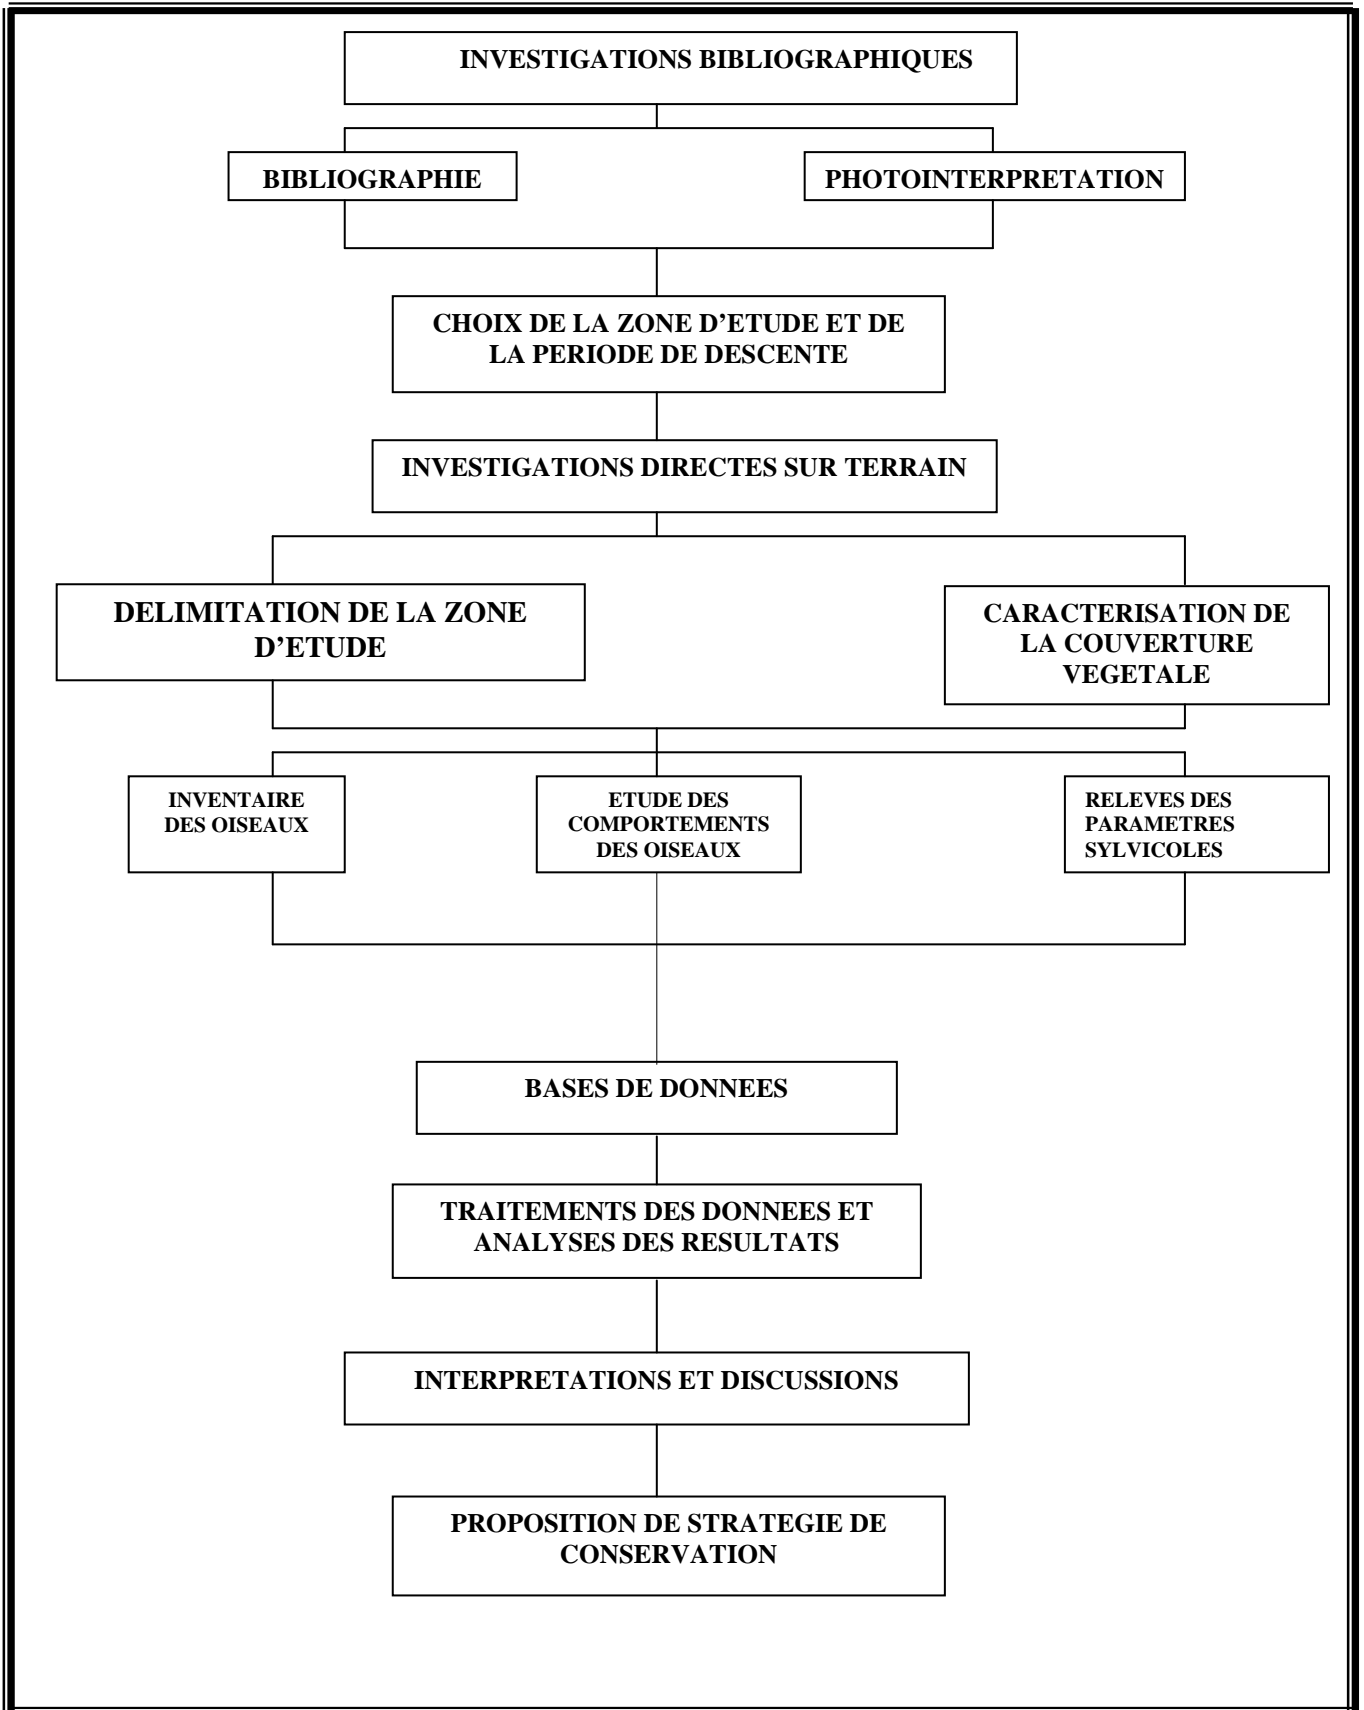 INVESTIGATIONS BIBLIOGRAPHIQUES
BIBLIOGRAPHIE
PHOTOINTERPRETATION
CHOIX DE LA ZONE D’ETUDE ET DE
LA PERIODE DE DESCENTE
INVESTIGATIONS DIRECTES SUR TERRAIN
DELIMITATION DE LA ZONE
D’ETUDE
CARACTERISATION DE
LA COUVERTURE
VEGETALE
INVENTAIRE
DES OISEAUX
ETUDE DES
COMPORTEMENTS
DES OISEAUX
RELEVES DES
PARAMETRES
SYLVICOLES
BASES DE DONNEES
TRAITEMENTS DES DONNEES ET
ANALYSES DES RESULTATS
INTERPRETATIONS ET DISCUSSIONS
PROPOSITION DE STRATEGIE DE
CONSERVATION